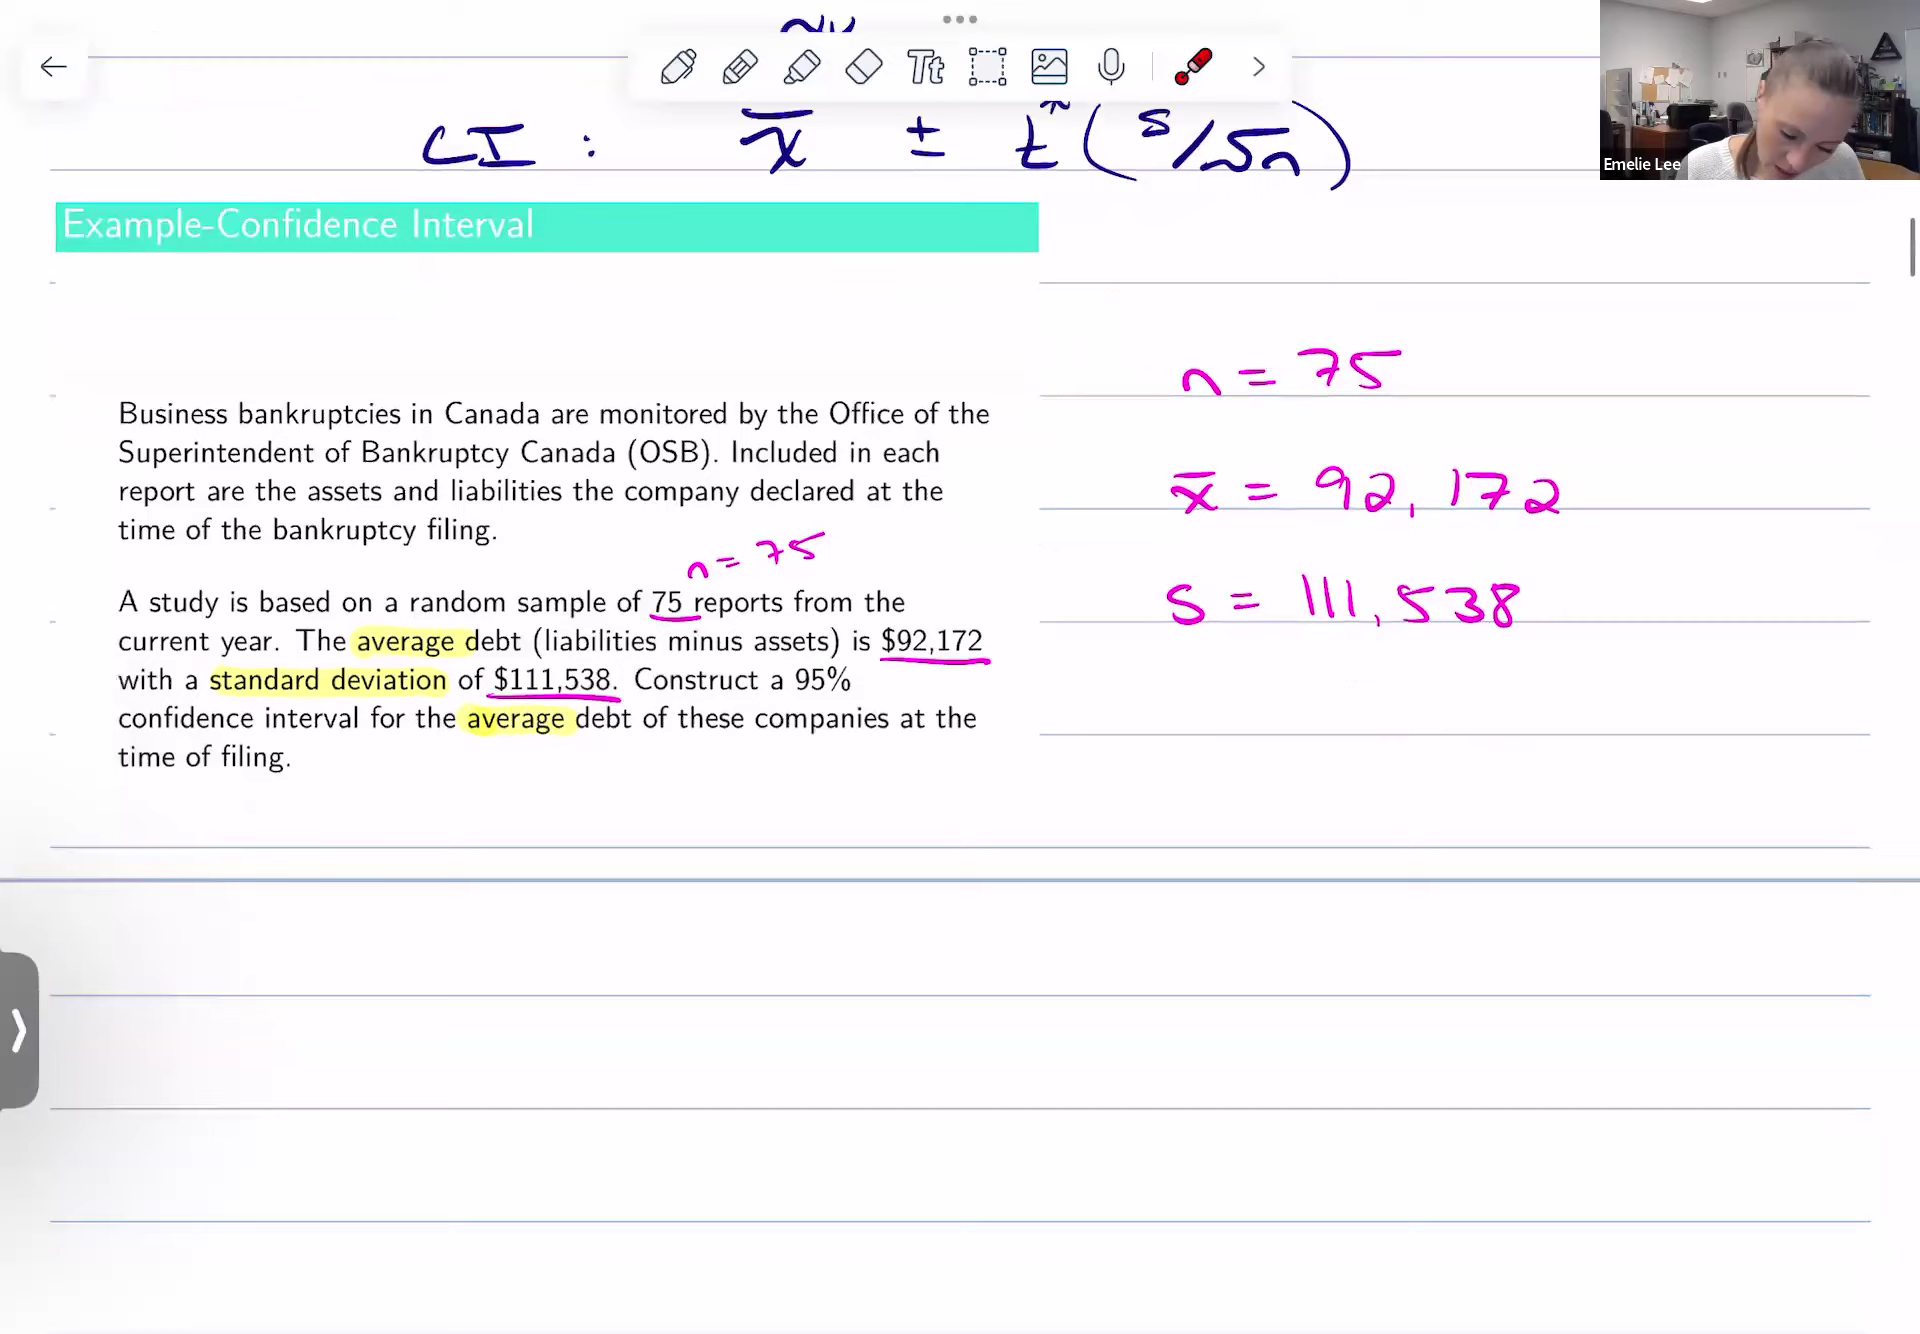 Tt
Emelie Lee
CI : x̄ ± t*(s/√n)
Example-Confidence Interval
Business bankruptcies in Canada are monitored by the Office of the
Superintendent of Bankruptcy Canada (OSB). Included in each
report are the assets and liabilities the company declared at the
time of the bankruptcy filing.
n = 75
A study is based on a random sample of 75 reports from the
current year. The average debt (liabilities minus assets) is $92,172
with a standard deviation of $111,538. Construct a 95%
confidence interval for the average debt of these companies at the
time of filing.
n = 75
x̄ = 92,172
s = 111,538